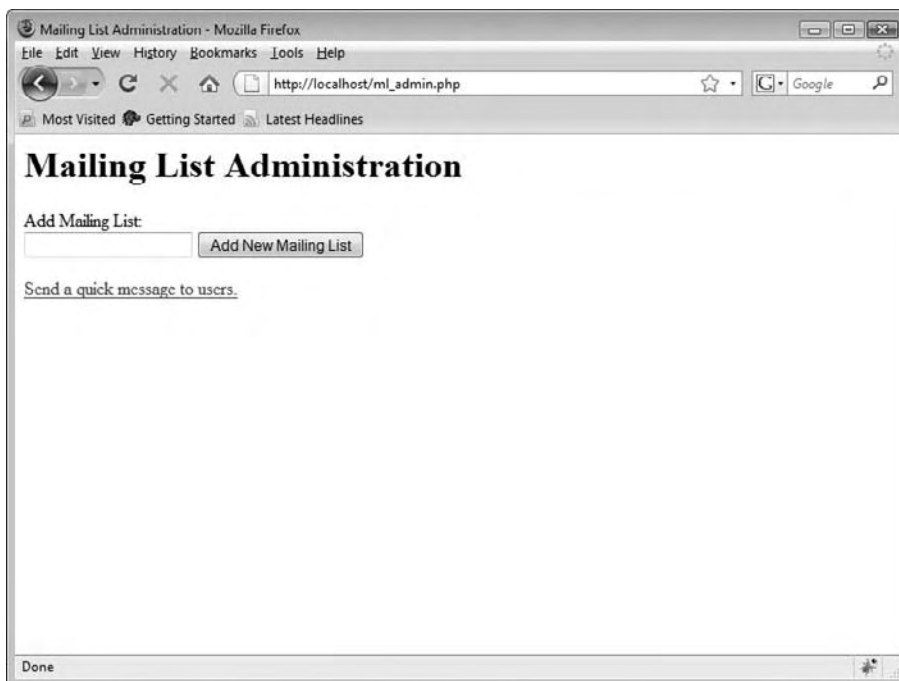 Mailing List Administration - Mozilla Firefox
File Edit View History Bookmarks Tools Help
http://localhost/ml_admin.php
G Google
Most Visited Getting Started Latest Headlines
Mailing List Administration
Add Mailing List:
Add New Mailing List
Send a quick message to users.
Done